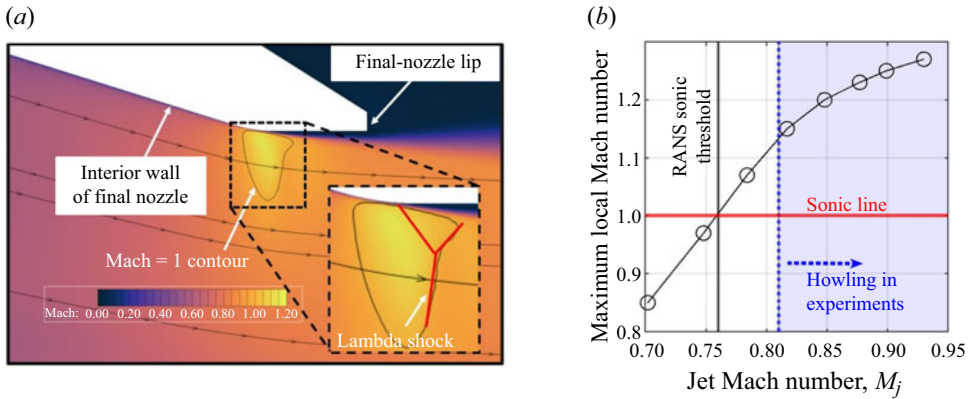 (a)
Final-nozzle lip
Interior wall
of final nozzle
Mach = 1 contour
Mach:
0.00 0.20 0.40 0.60 0.80 1.00 1.20
Lambda shock
(b)
Maximum local Mach number
1.2
1.1
1.0
0.9
0.8
RANS sonic
threshold
Sonic line
Howling in
experiments
0.70 0.75 0.80 0.85 0.90 0.95
Jet Mach number, Mj